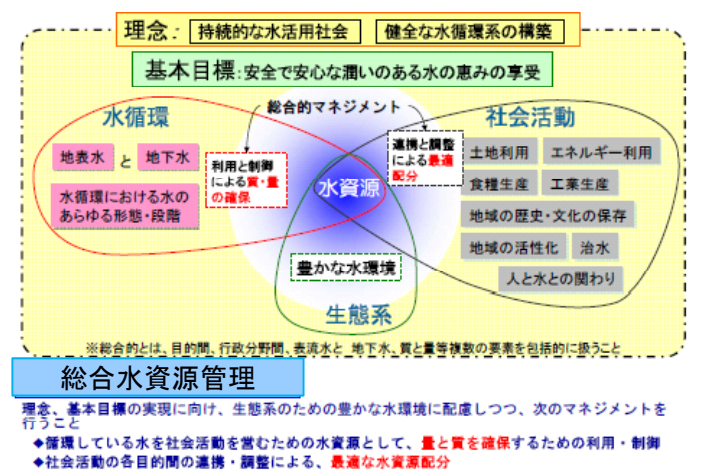 理念: 持続的な水活用社会 健全な水循環系の構築
基本目標:安全で安心な潤いのある水の恵みの享受
水循環
総合的マネジメント
社会活動
地表水 と 地下水
利用と制御
による質・量
の確保
連携と調整
による最適
配分
土地利用 エネルギー利用
水循環における水の
あらゆる形態・段階
水資源
食糧生産 工業生産
地域の歴史・文化の保存
地域の活性化 治水
豊かな水環境
人と水との関わり
生態系
※総合的とは、目的間、行政分野間、表流水と 地下水、質と量等複数の要素を包括的に扱うこと
総合水資源管理
理念、基本目標の実現に向け、生態系のための豊かな水環境に配慮しつつ、次のマネジメントを
行うこと
◆循環している水を社会活動を営むための水資源として、量と質を確保するための利用・制御
◆社会活動の各目的間の連携・調整による、最適な水資源配分